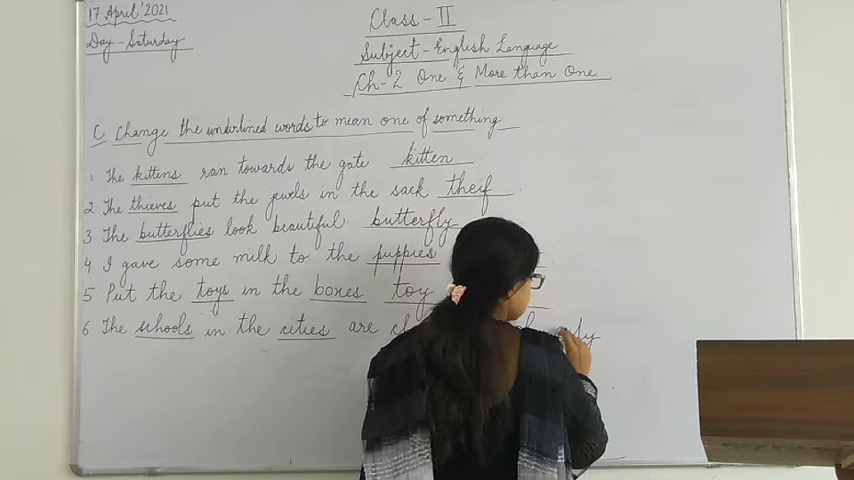 17 April'2021
Day - Saturday
Class - II
Subject - English Language
Ch-2 One & More than One
C Change the underlined words to mean one of something
1 The kittens ran towards the gate kitten
2 The thieves put the jewels in the sack theif
3 The butterflies look beautiful butterfly
4 I gave some milk to the puppies
5 Put the toys in the boxes toy
6 The schools in the cities are